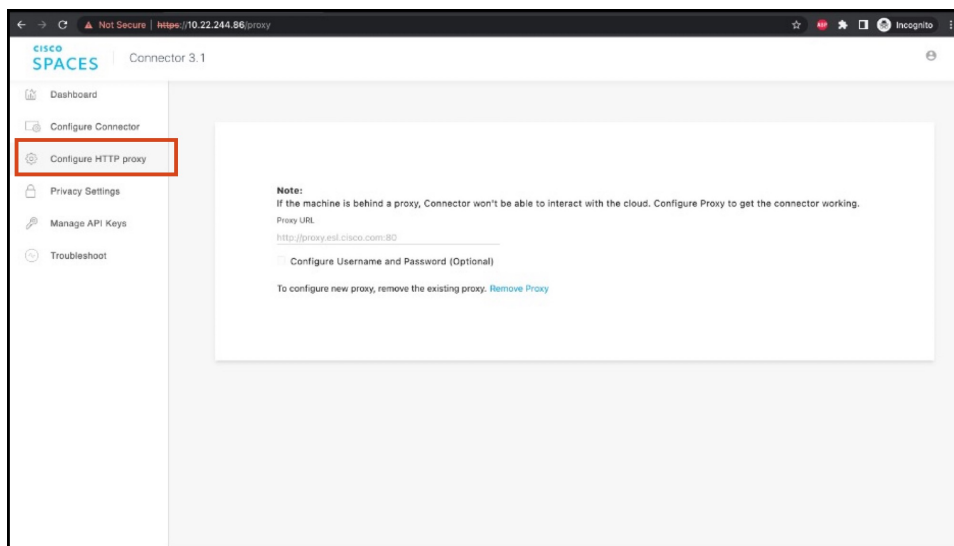 Not Secure | https://10.22.244.86/proxy
Incognito
CISCO
SPACES
Connector 3.1
Dashboard
Configure Connector
Configure HTTP proxy
Privacy Settings
Manage API Keys
Troubleshoot
Note:
If the machine is behind a proxy, Connector won't be able to interact with the cloud. Configure Proxy to get the connector working.
Proxy URL
http://proxy.esl.cisco.com:80
Configure Username and Password (Optional)
To configure new proxy, remove the existing proxy. Remove Proxy